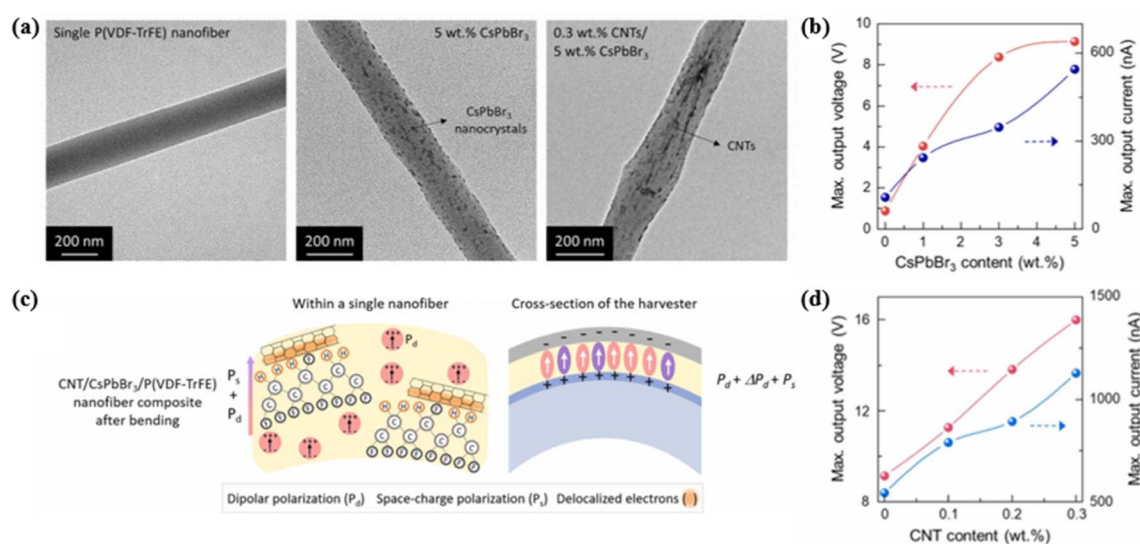 (a)
Single P(VDF-TrFE) nanofiber
200 nm
5 wt.% CsPbBr₃
CsPbBr₃
nanocrystals
200 nm
0.3 wt.% CNTs/
5 wt.% CsPbBr₃
CNTs
200 nm
(b)
Max. output voltage (V)
10
8
6
4
2
0
Max. output current (nA)
600
300
0
0 1 2 3 4 5
CsPbBr₃ content (wt.%)
(c)
Within a single nanofiber
Cross-section of the harvester
CNT/CsPbBr₃/P(VDF-TrFE)
nanofiber composite
after bending
Pₛ
+
P_d
P_d
P_d + ΔP_d + Pₛ
Dipolar polarization (P_d) Space-charge polarization (Pₛ) Delocalized electrons ( )
(d)
Max. output voltage (V)
16
12
8
Max. output current (nA)
1500
1000
500
0 0.1 0.2 0.3
CNT content (wt.%)